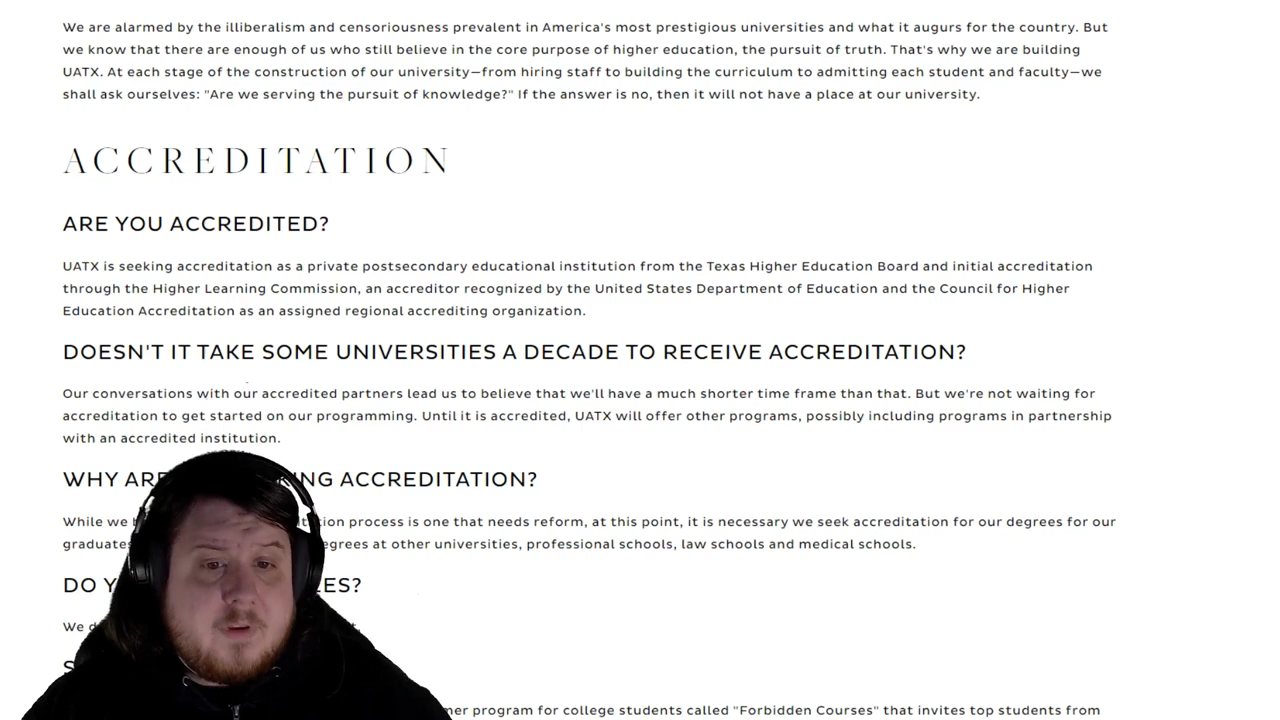 We are alarmed by the illiberalism and censoriousness prevalent in America's most prestigious universities and what it augurs for the country. But
we know that there are enough of us who still believe in the core purpose of higher education, the pursuit of truth. That's why we are building
UATX. At each stage of the construction of our university—from hiring staff to building the curriculum to admitting each student and faculty—we
shall ask ourselves: "Are we serving the pursuit of knowledge?" If the answer is no, then it will not have a place at our university.
ACCREDITATION
ARE YOU ACCREDITED?
UATX is seeking accreditation as a private postsecondary educational institution from the Texas Higher Education Board and initial accreditation
through the Higher Learning Commission, an accreditor recognized by the United States Department of Education and the Council for Higher
Education Accreditation as an assigned regional accrediting organization.
DOESN'T IT TAKE SOME UNIVERSITIES A DECADE TO RECEIVE ACCREDITATION?
Our conversations with our accredited partners lead us to believe that we'll have a much shorter time frame than that. But we're not waiting for
accreditation to get started on our programming. Until it is accredited, UATX will offer other programs, possibly including programs in partnership
with an accredited institution.
WHY ARE ACCREDITATION?
While we process is one that needs reform, at this point, it is necessary we seek accreditation for our degrees for our
graduates degrees at other universities, professional schools, law schools and medical schools.
DO
We
program for college students called "Forbidden Courses" that invites top students from